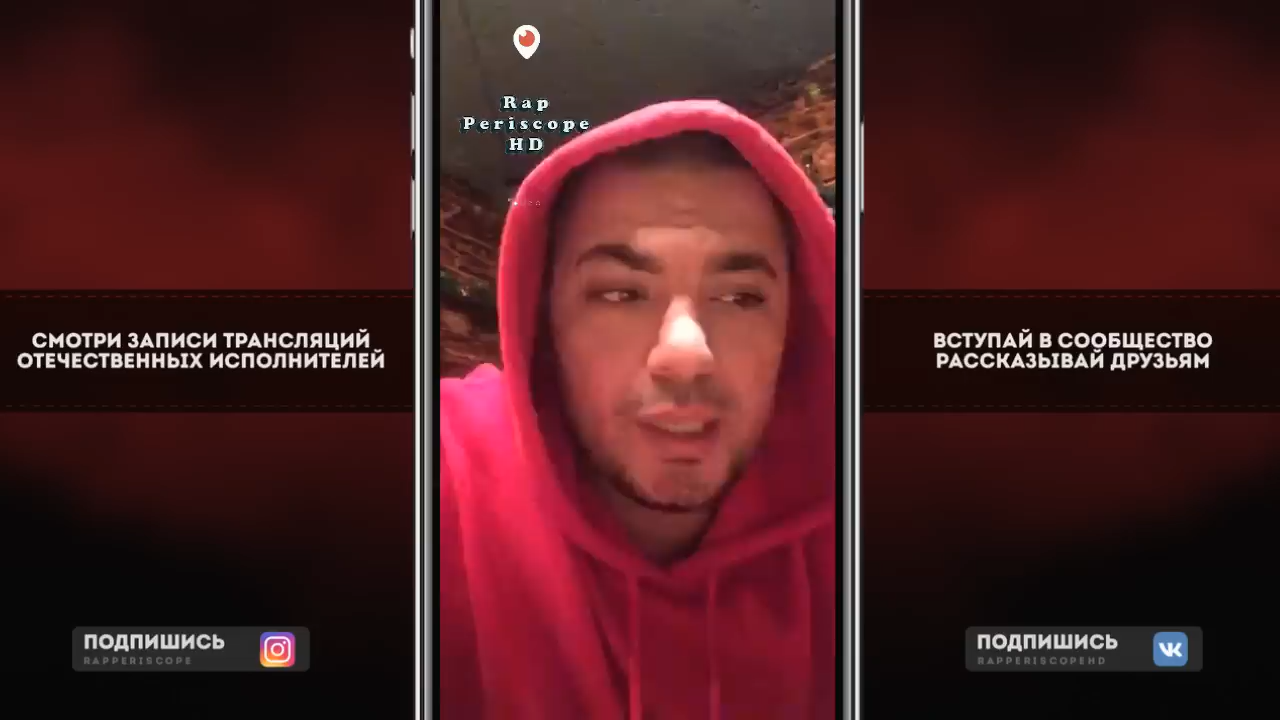 Rap
Periscope
HD
СМОТРИ ЗАПИСИ ТРАНСЛЯЦИЙ
ОТЕЧЕСТВЕННЫХ ИСПОЛНИТЕЛЕЙ
ВСТУПАЙ В СООБЩЕСТВО
РАССКАЗЫВАЙ ДРУЗЬЯМ
ПОДПИШИСЬ
RAPPERISCOPE
ПОДПИШИСЬ
RAPPERISCOPEHD